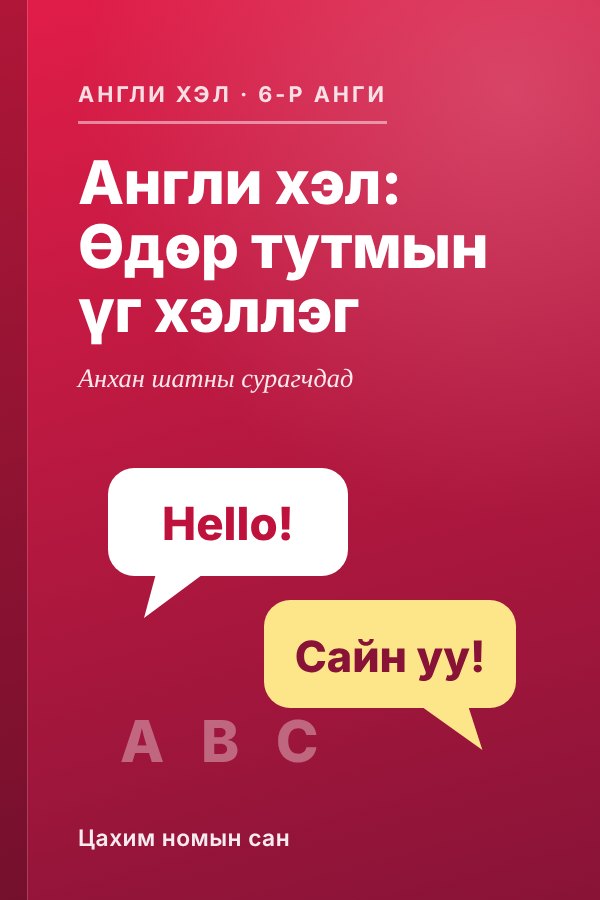 АНГЛИ ХЭЛ · 6-Р АНГИ
Англи хэл:
Өдөр тутмын
үг хэллэг
Анхан шатны сурагчдад
Hello!
Сайн уу!
A B C
Цахим номын сан